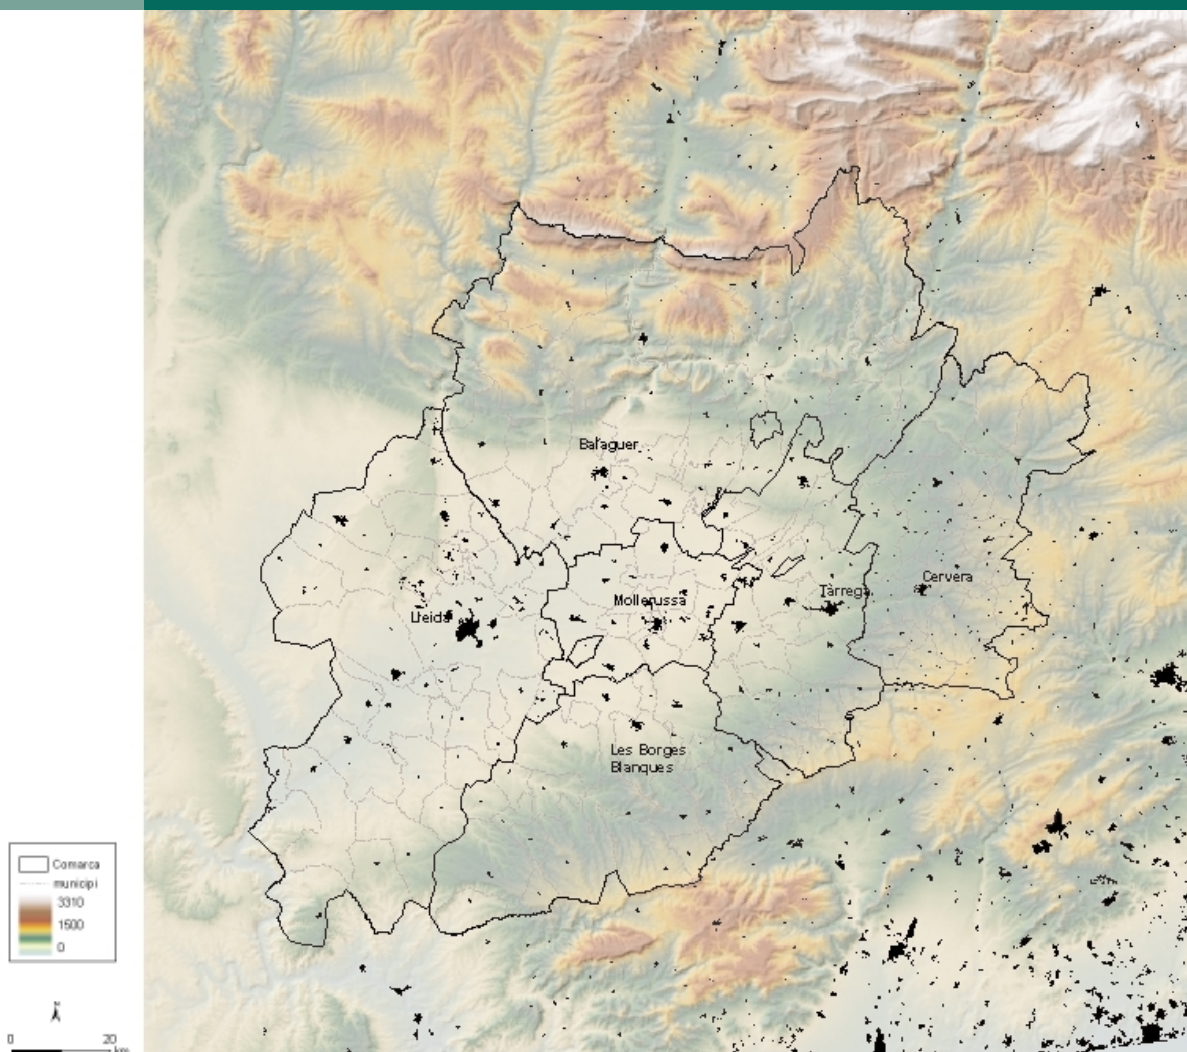 Balaguer
Mollerussa
Lleida
Tàrrega
Cervera
Les Borges
Blanques
Comarca
municipi
3310
1500
0
N
0 20
km